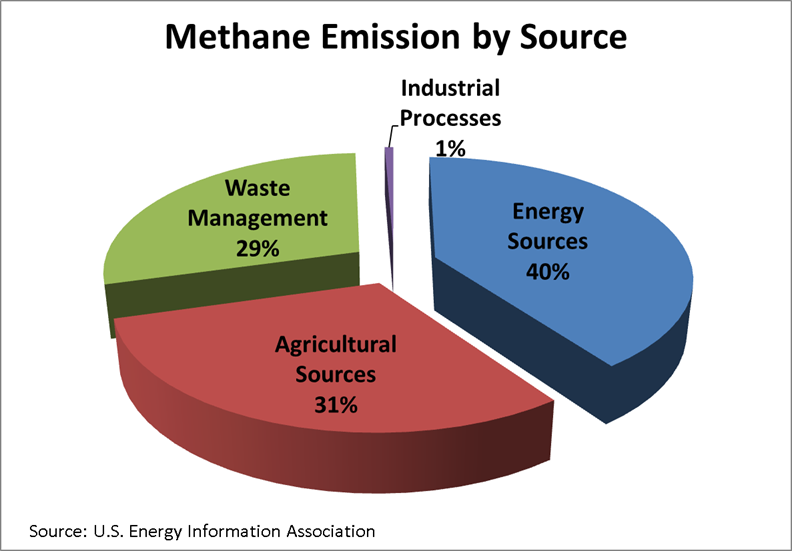 Methane Emission by Source
Industrial
Processes
1%
Waste
Management
29%
Energy
Sources
40%
Agricultural
Sources
31%
Source: U.S. Energy Information Association